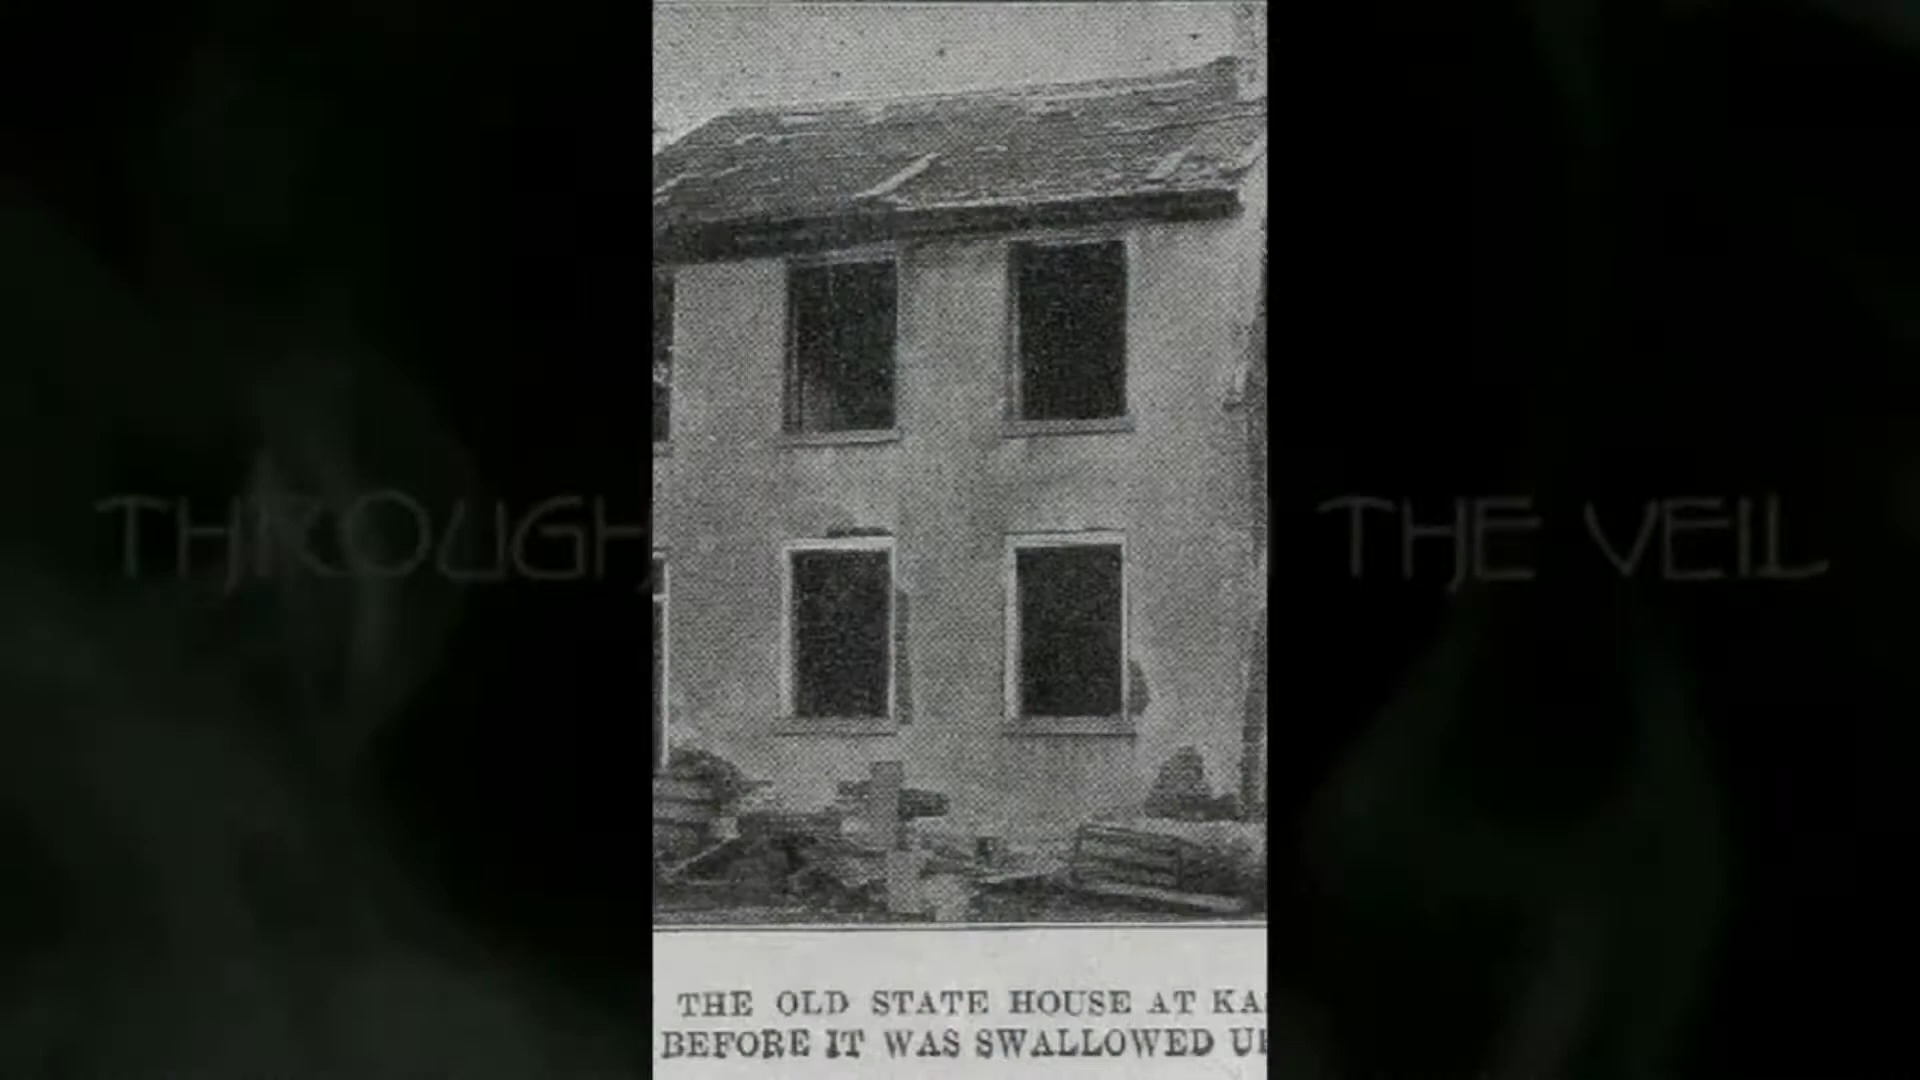 THROUGH THE VEIL
THE OLD STATE HOUSE AT KA
BEFORE IT WAS SWALLOWED U